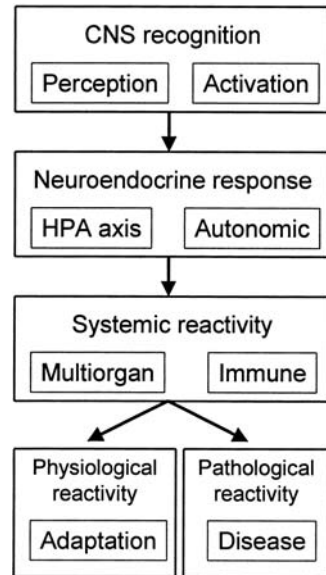 CNS recognition
Perception Activation
Neuroendocrine response
HPA axis Autonomic
Systemic reactivity
Multiorgan Immune
Physiological
reactivity
Adaptation
Pathological
reactivity
Disease